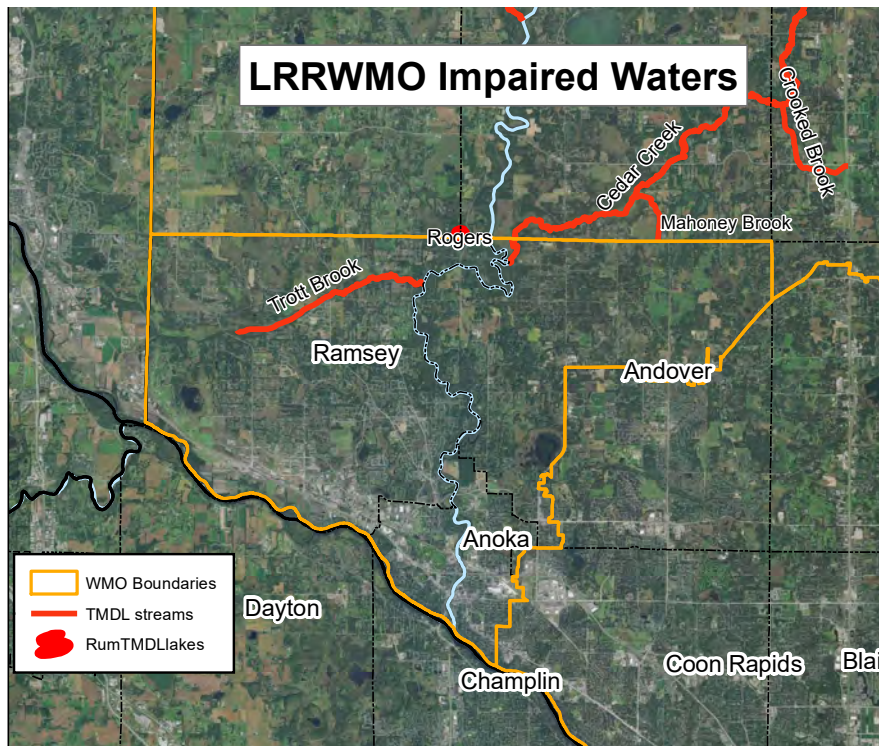 LRRWMO Impaired Waters
Crooked Brook
Cedar Creek
Mahoney Brook
Rogers
Trott Brook
Ramsey
Andover
Anoka
WMO Boundaries
TMDL streams
RumTMDLlakes
Dayton
Coon Rapids
Blai
Champlin